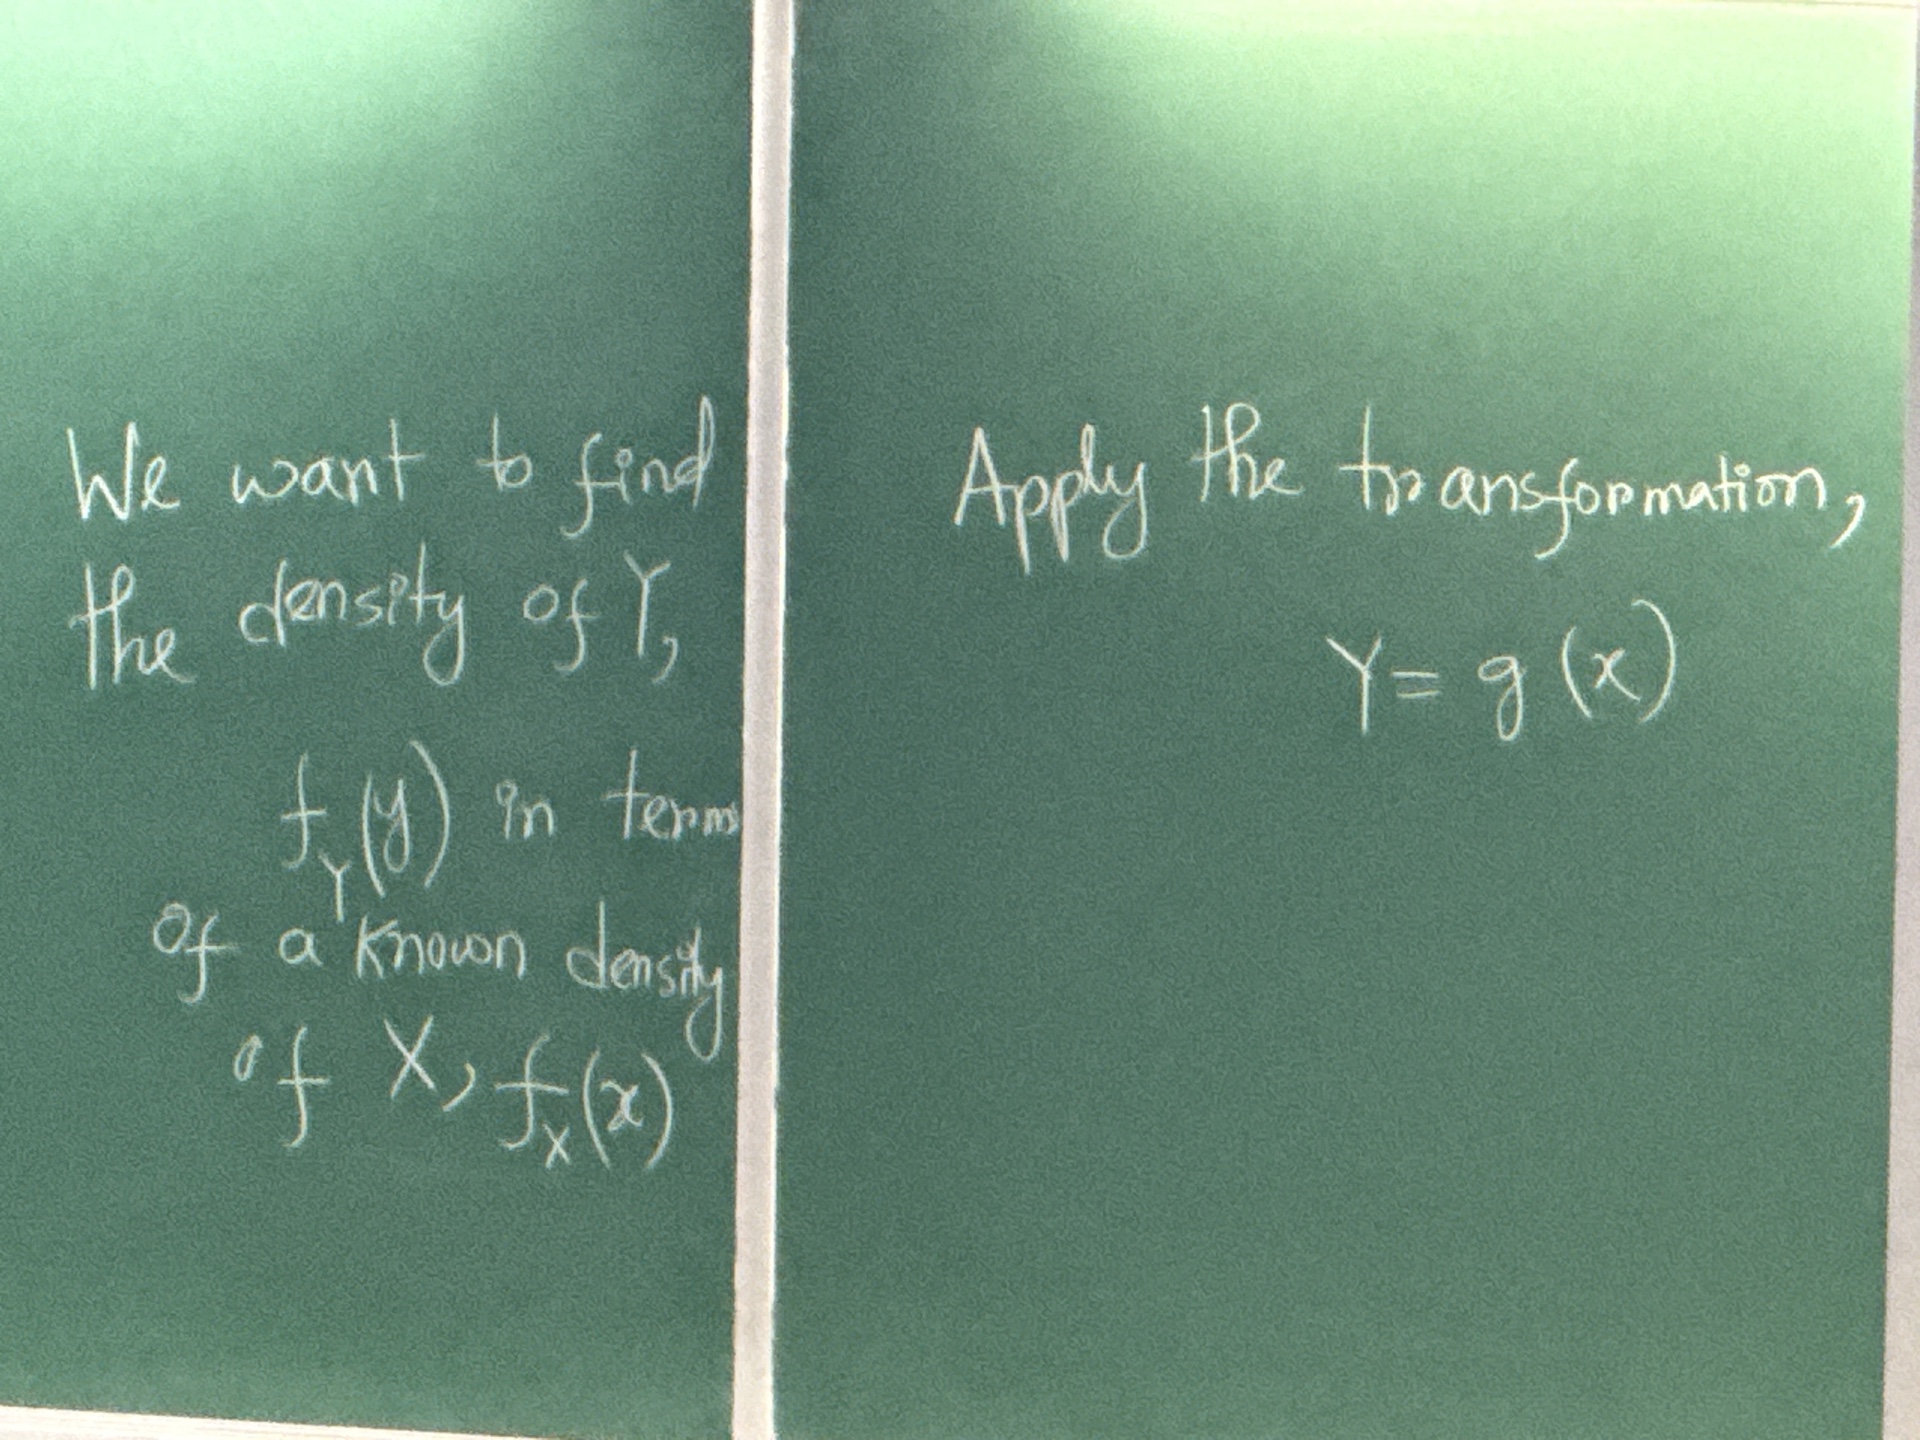 We want to find
the density of Y,
f_Y(y) in terms
of a known density
of X, f_X(x)
Apply the transformation,
Y = g(x)